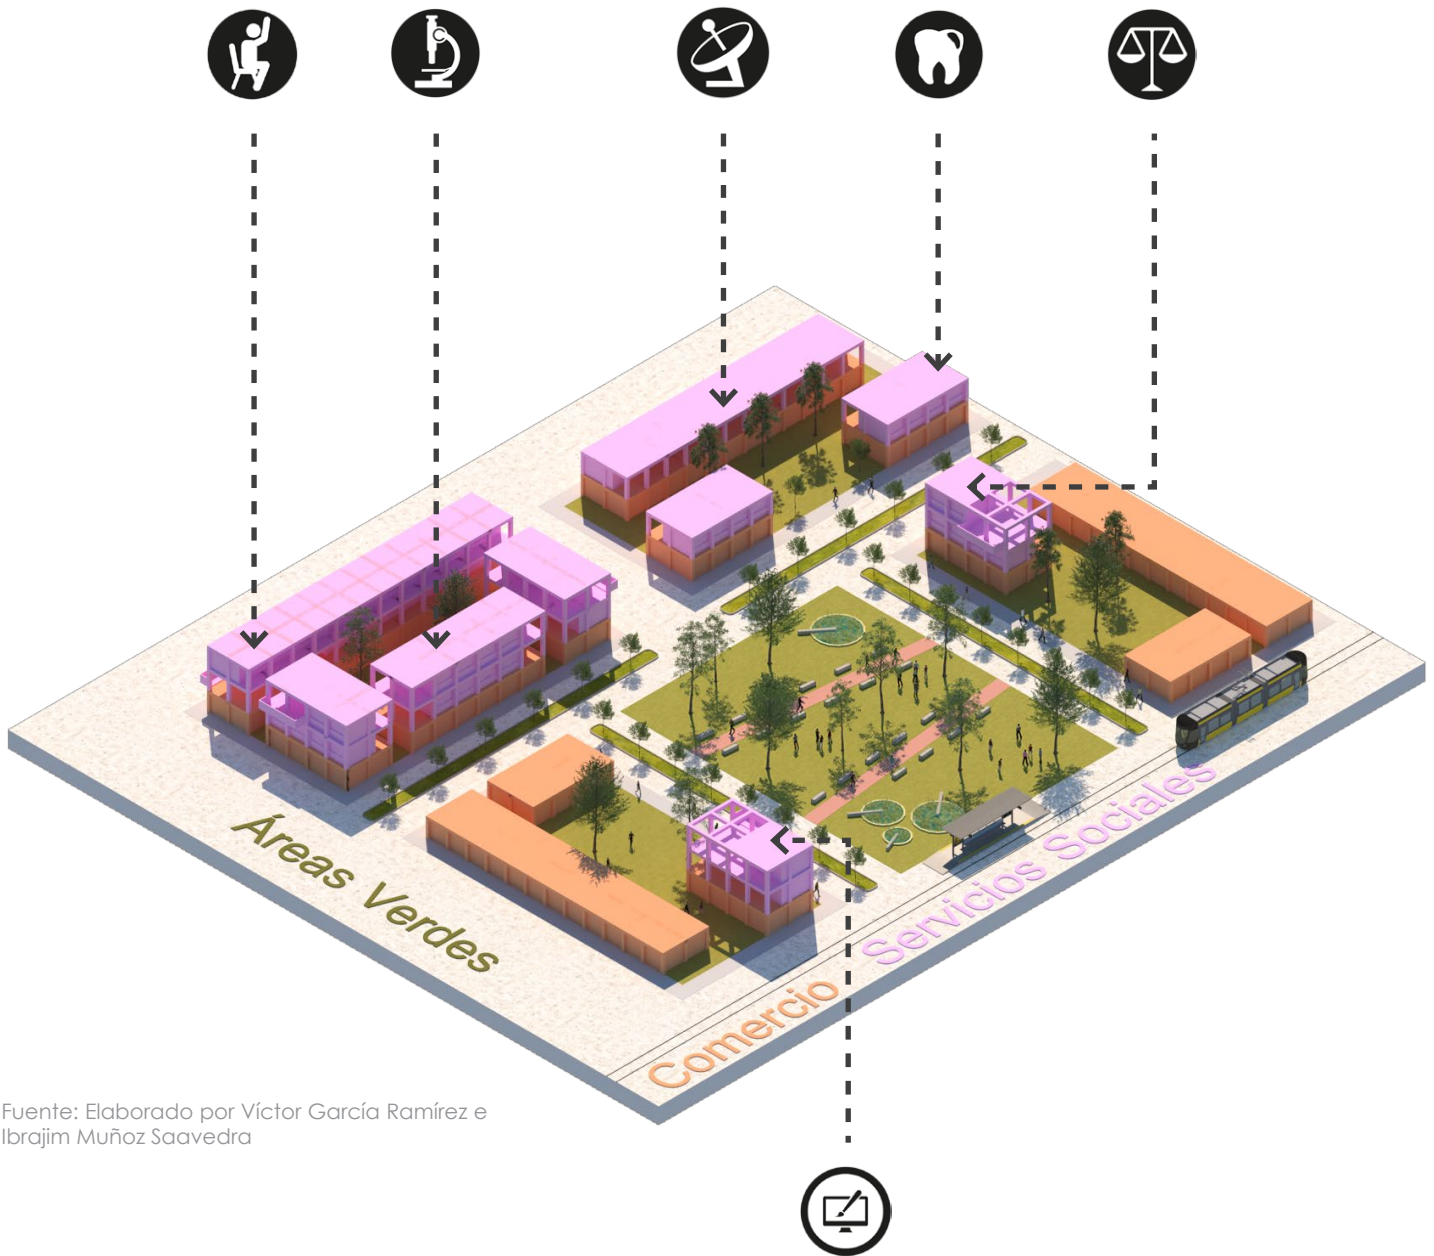 Áreas Verdes
Servicios Sociales
Comercio
Fuente: Elaborado por Víctor García Ramírez e
Ibrajim Muñoz Saavedra